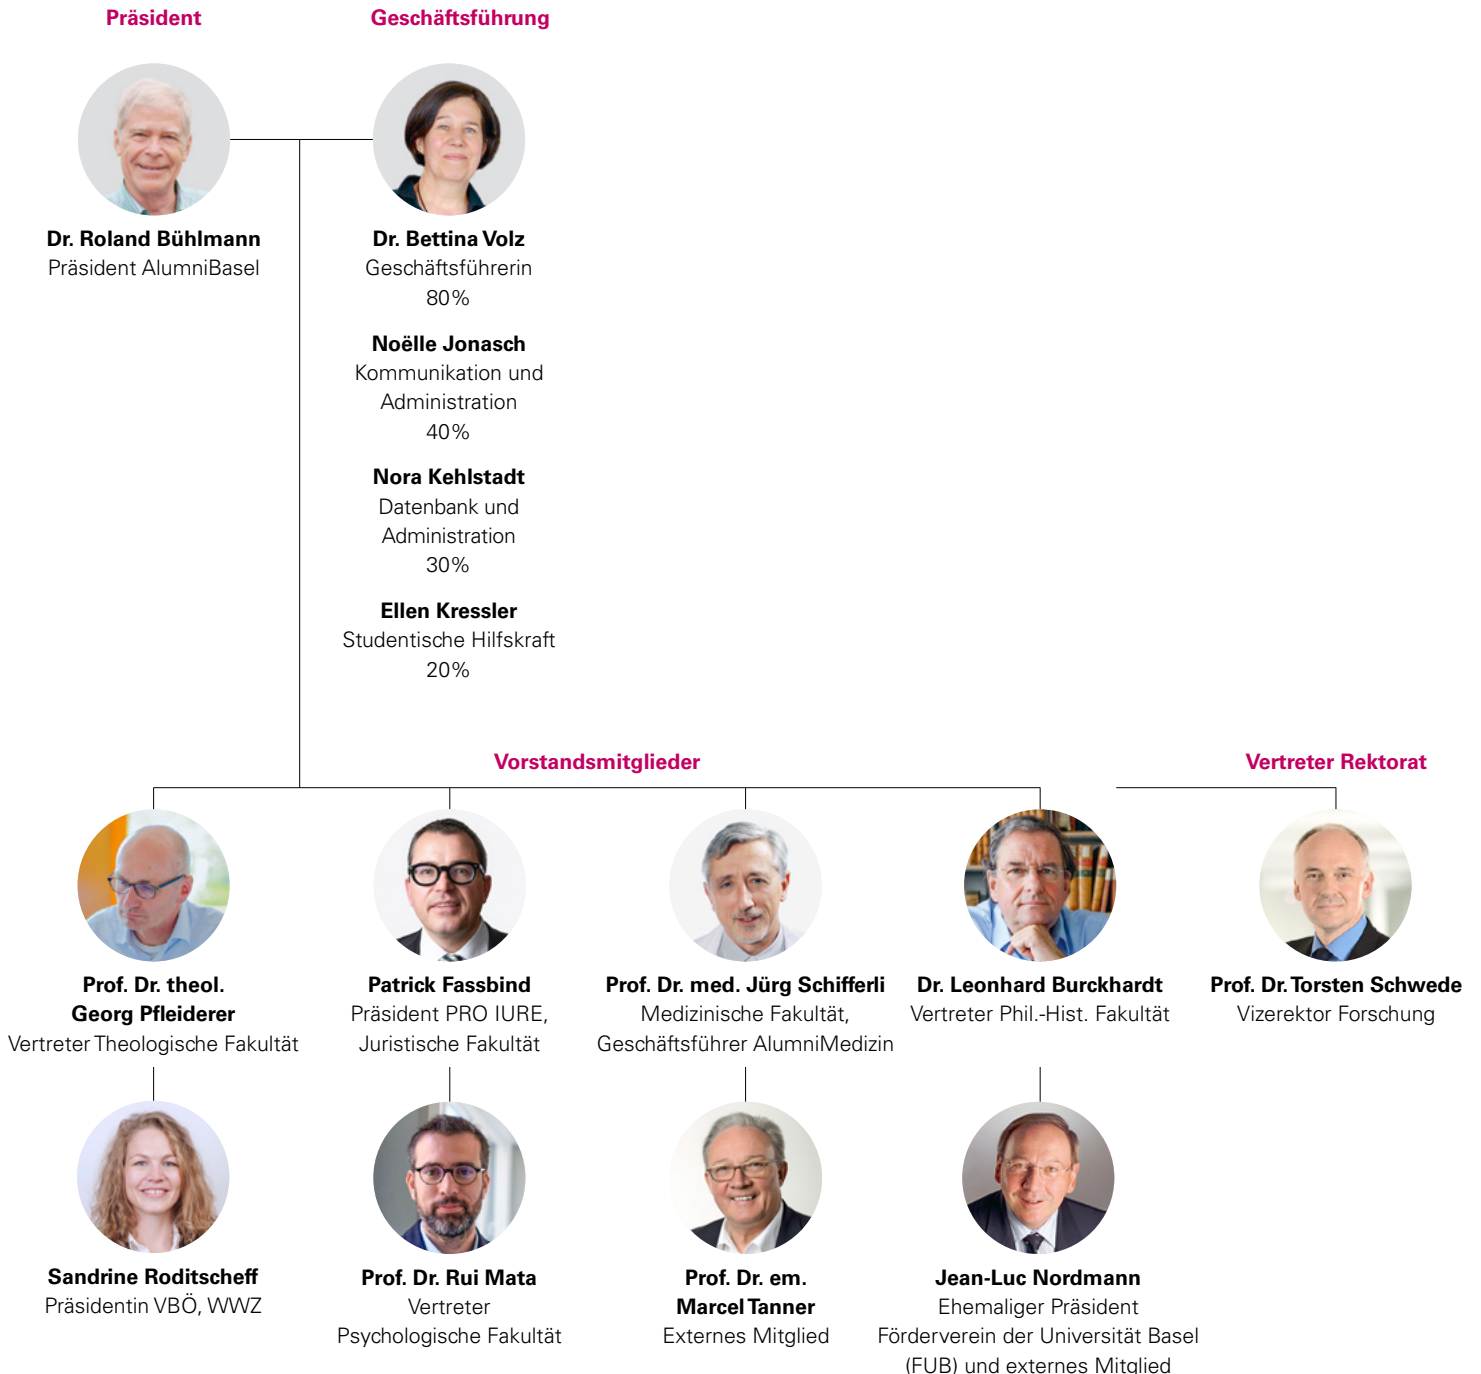 Präsident
Geschäftsführung
Dr. Roland Bühlmann
Präsident AlumniBasel
Dr. Bettina Volz
Geschäftsführerin
80%
Noëlle Jonasch
Kommunikation und
Administration
40%
Nora Kehlstadt
Datenbank und
Administration
30%
Ellen Kressler
Studentische Hilfskraft
20%
Vorstandsmitglieder
Vertreter Rektorat
Prof. Dr. theol.
Georg Pfleiderer
Vertreter Theologische Fakultät
Patrick Fassbind
Präsident PRO IURE,
Juristische Fakultät
Prof. Dr. med. Jürg Schifferli
Medizinische Fakultät,
Geschäftsführer AlumniMedizin
Dr. Leonhard Burckhardt
Vertreter Phil.-Hist. Fakultät
Prof. Dr. Torsten Schwede
Vizerektor Forschung
Sandrine Roditscheff
Präsidentin VBÖ, WWZ
Prof. Dr. Rui Mata
Vertreter
Psychologische Fakultät
Prof. Dr. em.
Marcel Tanner
Externes Mitglied
Jean-Luc Nordmann
Ehemaliger Präsident
Förderverein der Universität Basel
(FUB) und externes Mitglied